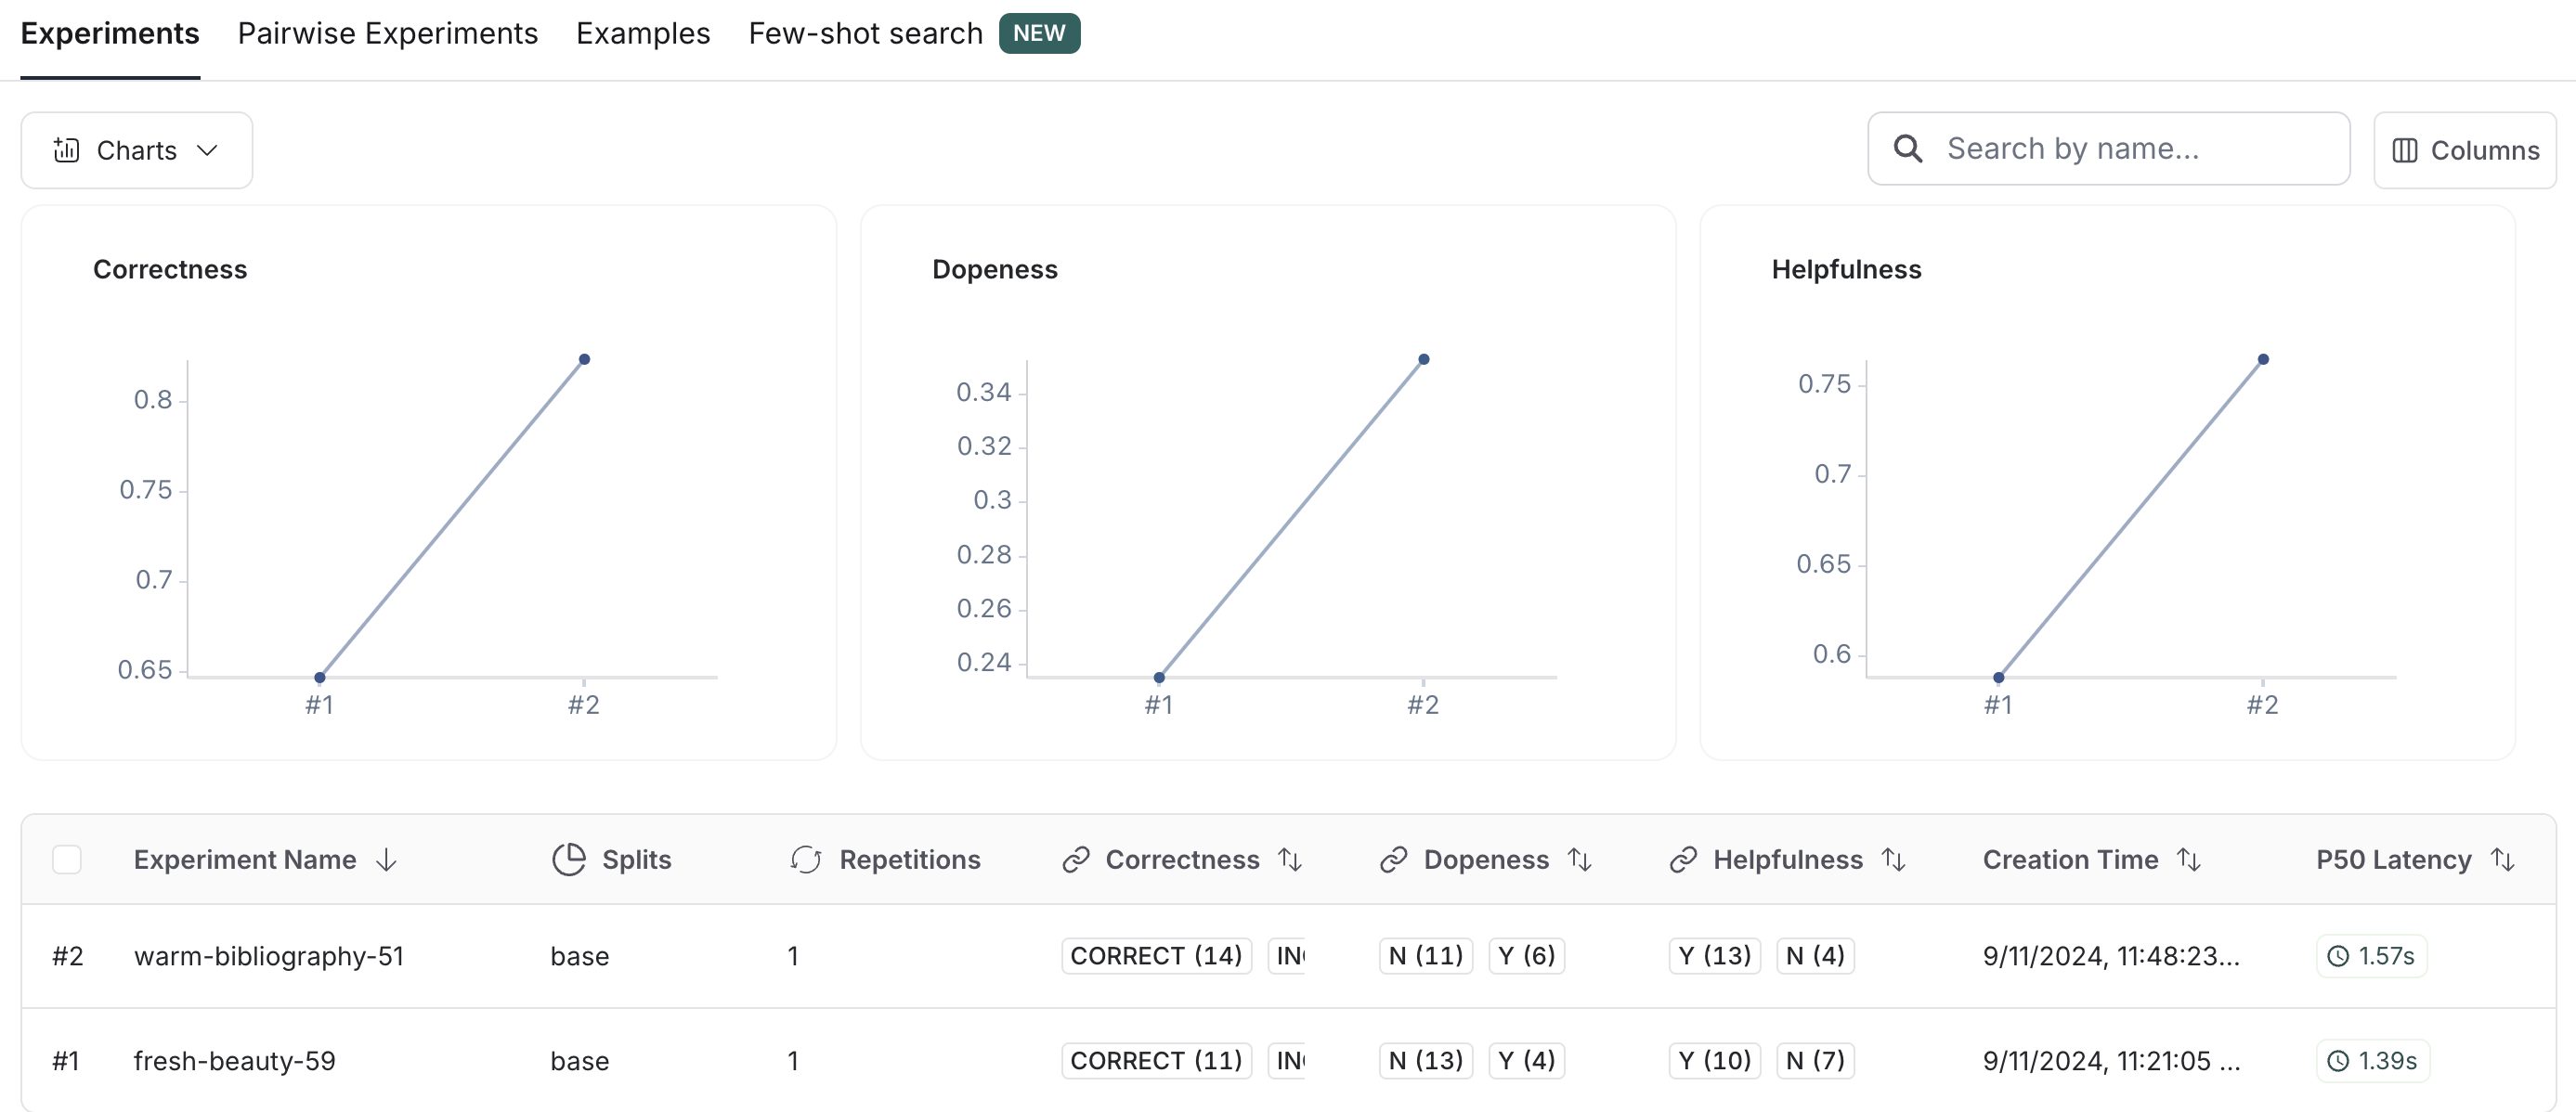 Experiments Pairwise Experiments Examples Few-shot search NEW
Charts Search by name... Columns
Correctness
0.8
0.75
0.7
0.65
#1 #2
Dopeness
0.34
0.32
0.3
0.28
0.26
0.24
#1 #2
Helpfulness
0.75
0.7
0.65
0.6
#1 #2
Experiment Name Splits Repetitions Correctness Dopeness Helpfulness Creation Time P50 Latency
#2 warm-bibliography-51 base 1 CORRECT (14) N (11) Y (6) Y (13) N (4) 9/11/2024, 11:48:23... 1.57s
#1 fresh-beauty-59 base 1 CORRECT (11) N (13) Y (4) Y (10) N (7) 9/11/2024, 11:21:05 ... 1.39s